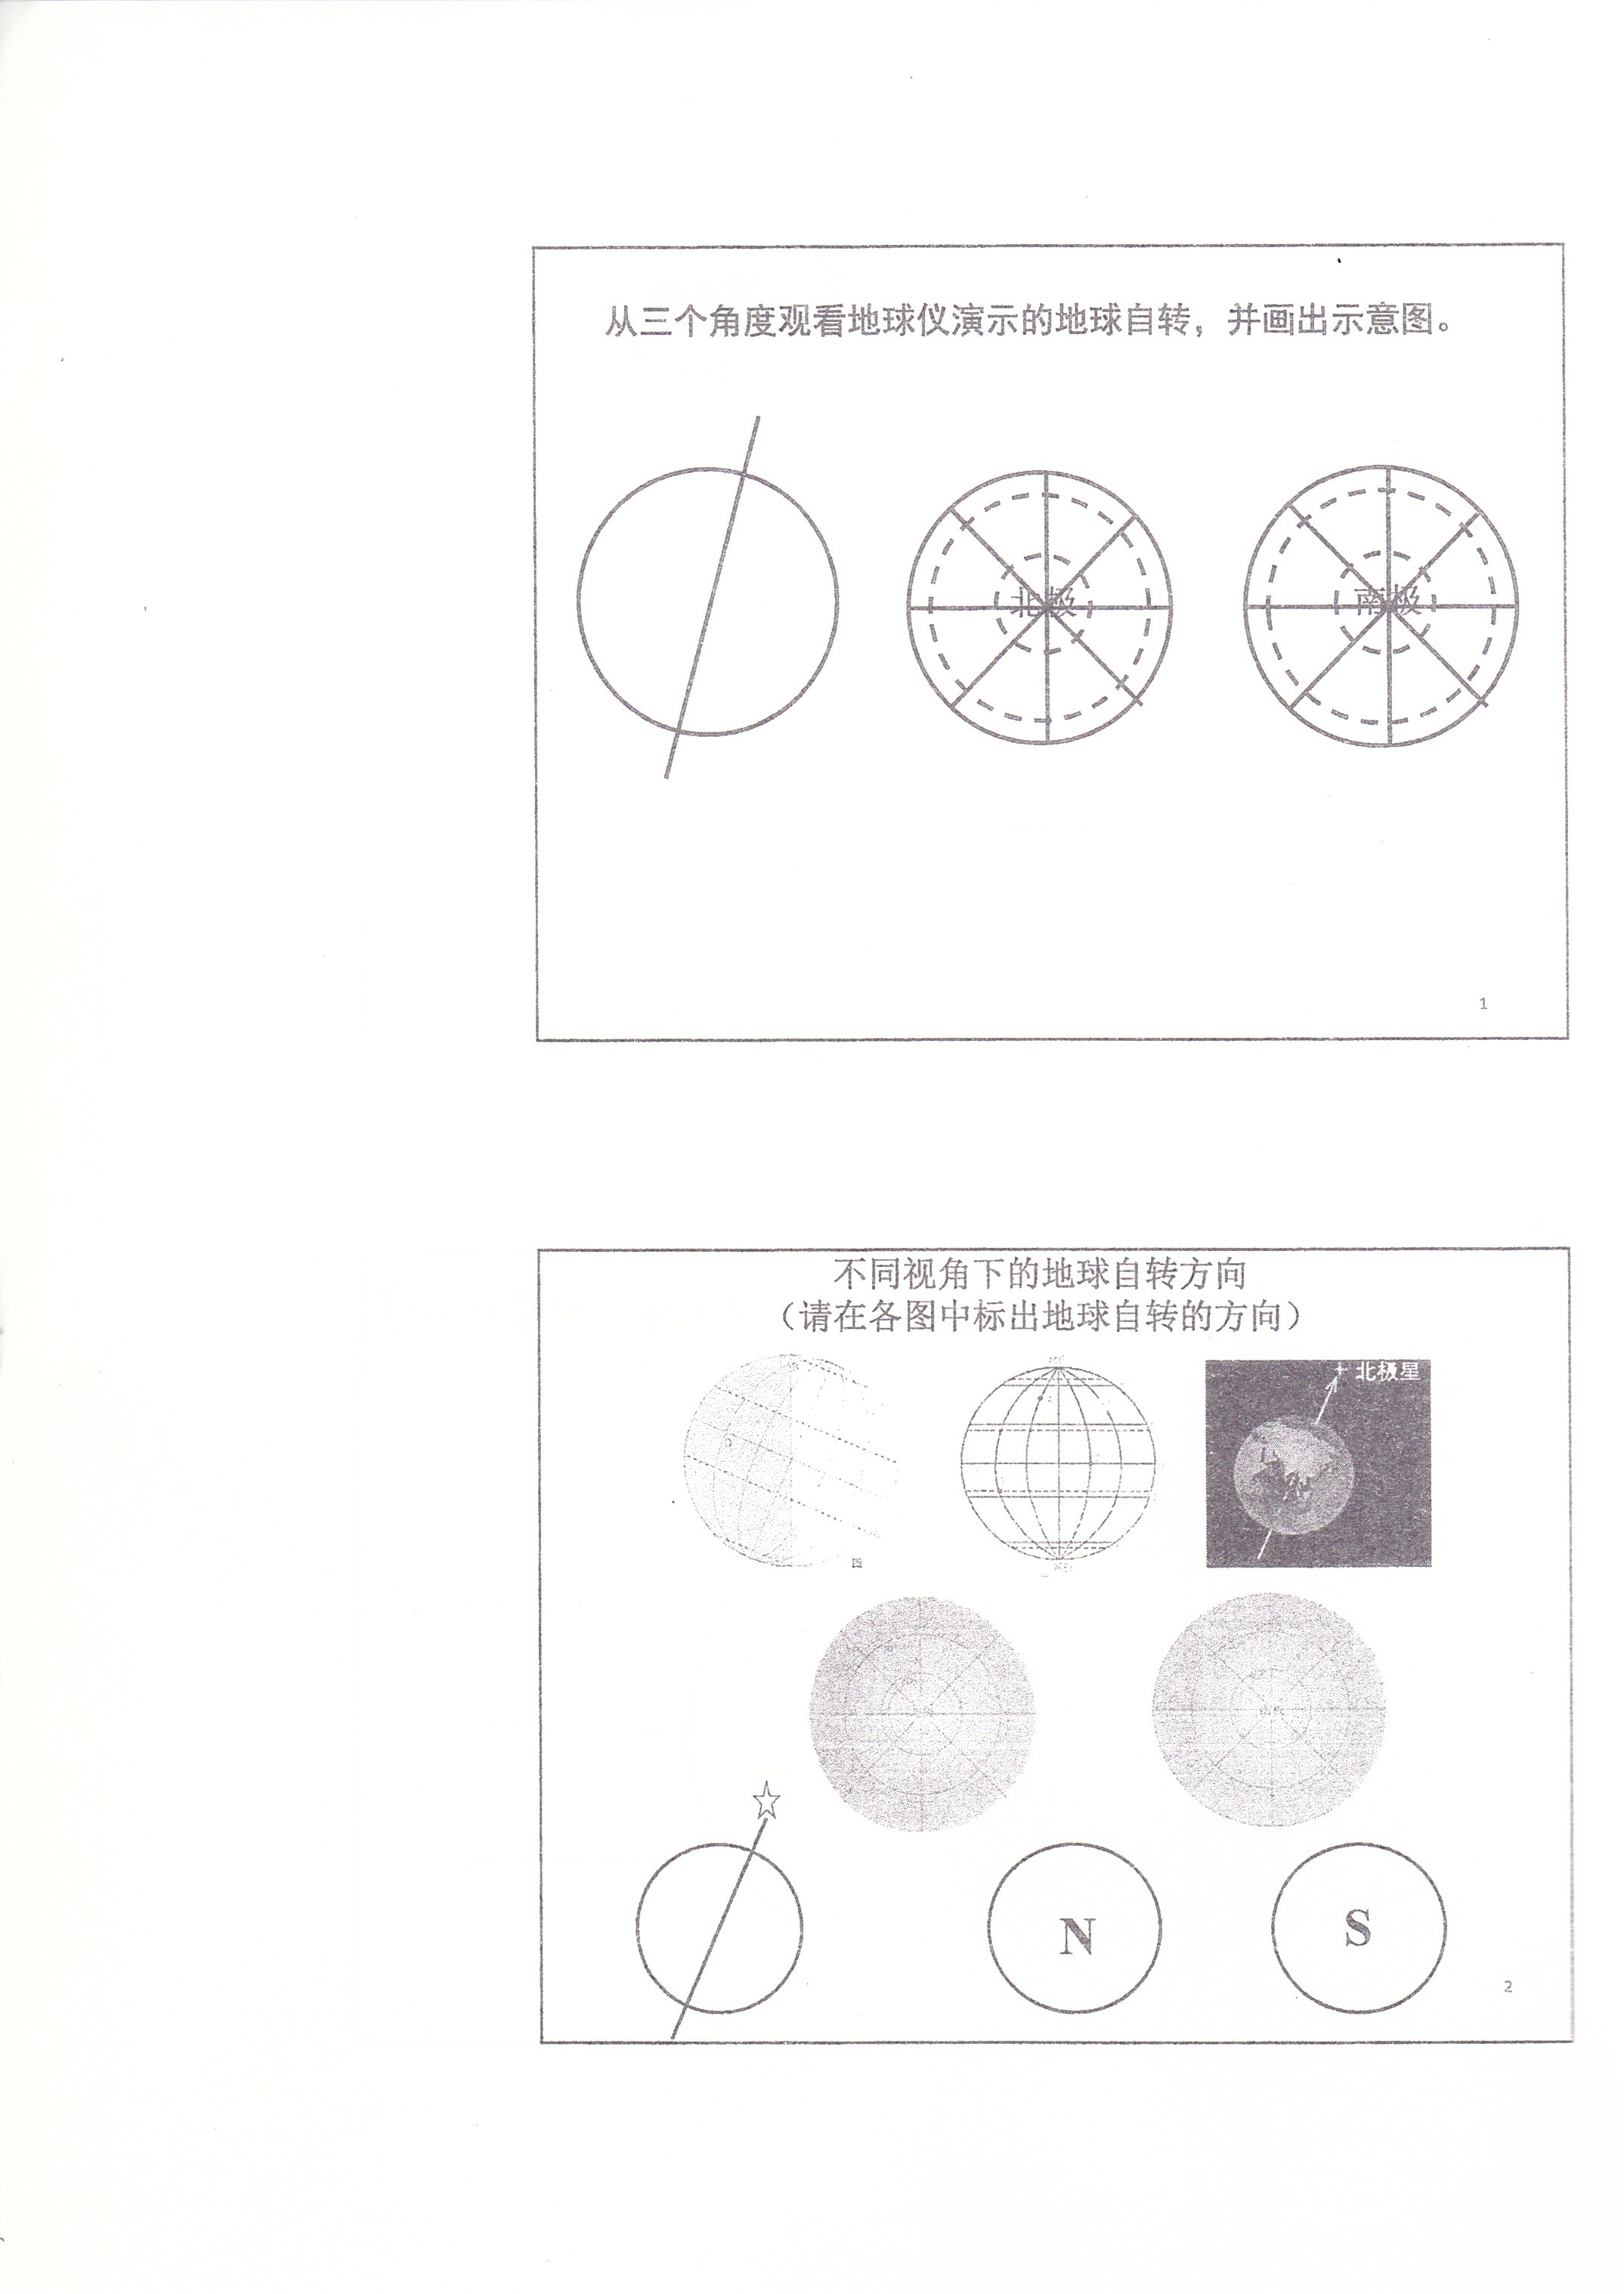 从三个角度观看地球仪演示的地球自转，并画出示意图。
北极
南极
1
不同视角下的地球自转方向
（请在各图中标出地球自转的方向）
北极星
N
S
2